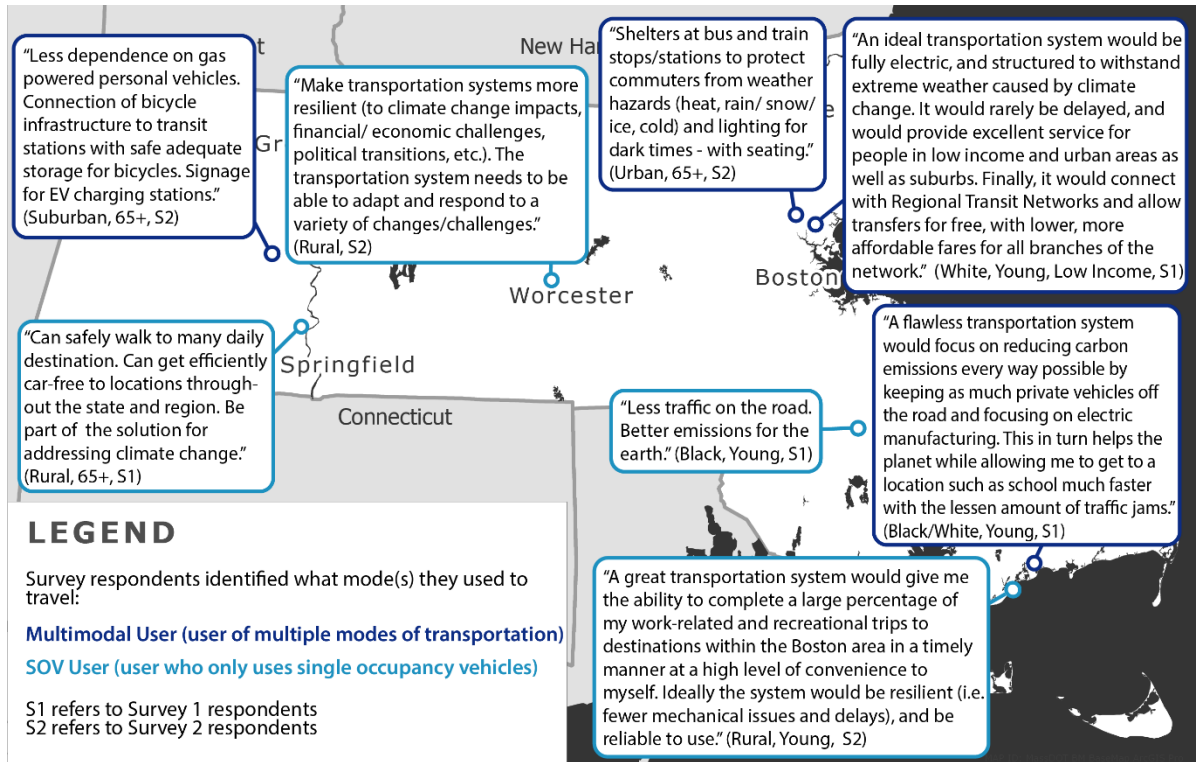 “Less dependence on gas
powered personal vehicles.
Connection of bicycle
infrastructure to transit
stations with safe adequate
storage for bicycles. Signage
for EV charging stations.”
(Suburban, 65+, S2)
t
Gr
“Make transportation systems more
resilient (to climate change impacts,
financial/ economic challenges,
political transitions, etc.). The
transportation system needs to be
able to adapt and respond to a
variety of changes/challenges.”
(Rural, S2)
New Ha
“Shelters at bus and train
stops/stations to protect
commuters from weather
hazards (heat, rain/ snow/
ice, cold) and lighting for
dark times - with seating.”
(Urban, 65+, S2)
e
“An ideal transportation system would be
fully electric, and structured to withstand
extreme weather caused by climate
change. It would rarely be delayed, and
would provide excellent service for
people in low income and urban areas as
well as suburbs. Finally, it would connect
with Regional Transit Networks and allow
transfers for free, with lower, more
affordable fares for all branches of the
network.” (White, Young, Low Income, S1)
Worcester
Boston
“Can safely walk to many daily
destination. Can get efficiently
car-free to locations through-
out the state and region. Be
part of the solution for
addressing climate change.”
(Rural, 65+, S1)
Springfield
Connecticut
“Less traffic on the road.
Better emissions for the
earth.” (Black, Young, S1)
“A flawless transportation system
would focus on reducing carbon
emissions every way possible by
keeping as much private vehicles off
the road and focusing on electric
manufacturing. This in turn helps the
planet while allowing me to get to a
location such as school much faster
with the lessen amount of traffic jams.”
(Black/White, Young, S1)
“A great transportation system would give me
the ability to complete a large percentage of
my work-related and recreational trips to
destinations within the Boston area in a timely
manner at a high level of convenience to
myself. Ideally the system would be resilient (i.e.
fewer mechanical issues and delays), and be
reliable to use.” (Rural, Young, S2)
LEGEND
Survey respondents identified what mode(s) they used to
travel:
Multimodal User (user of multiple modes of transportation)
SOV User (user who only uses single occupancy vehicles)
S1 refers to Survey 1 respondents
S2 refers to Survey 2 respondents